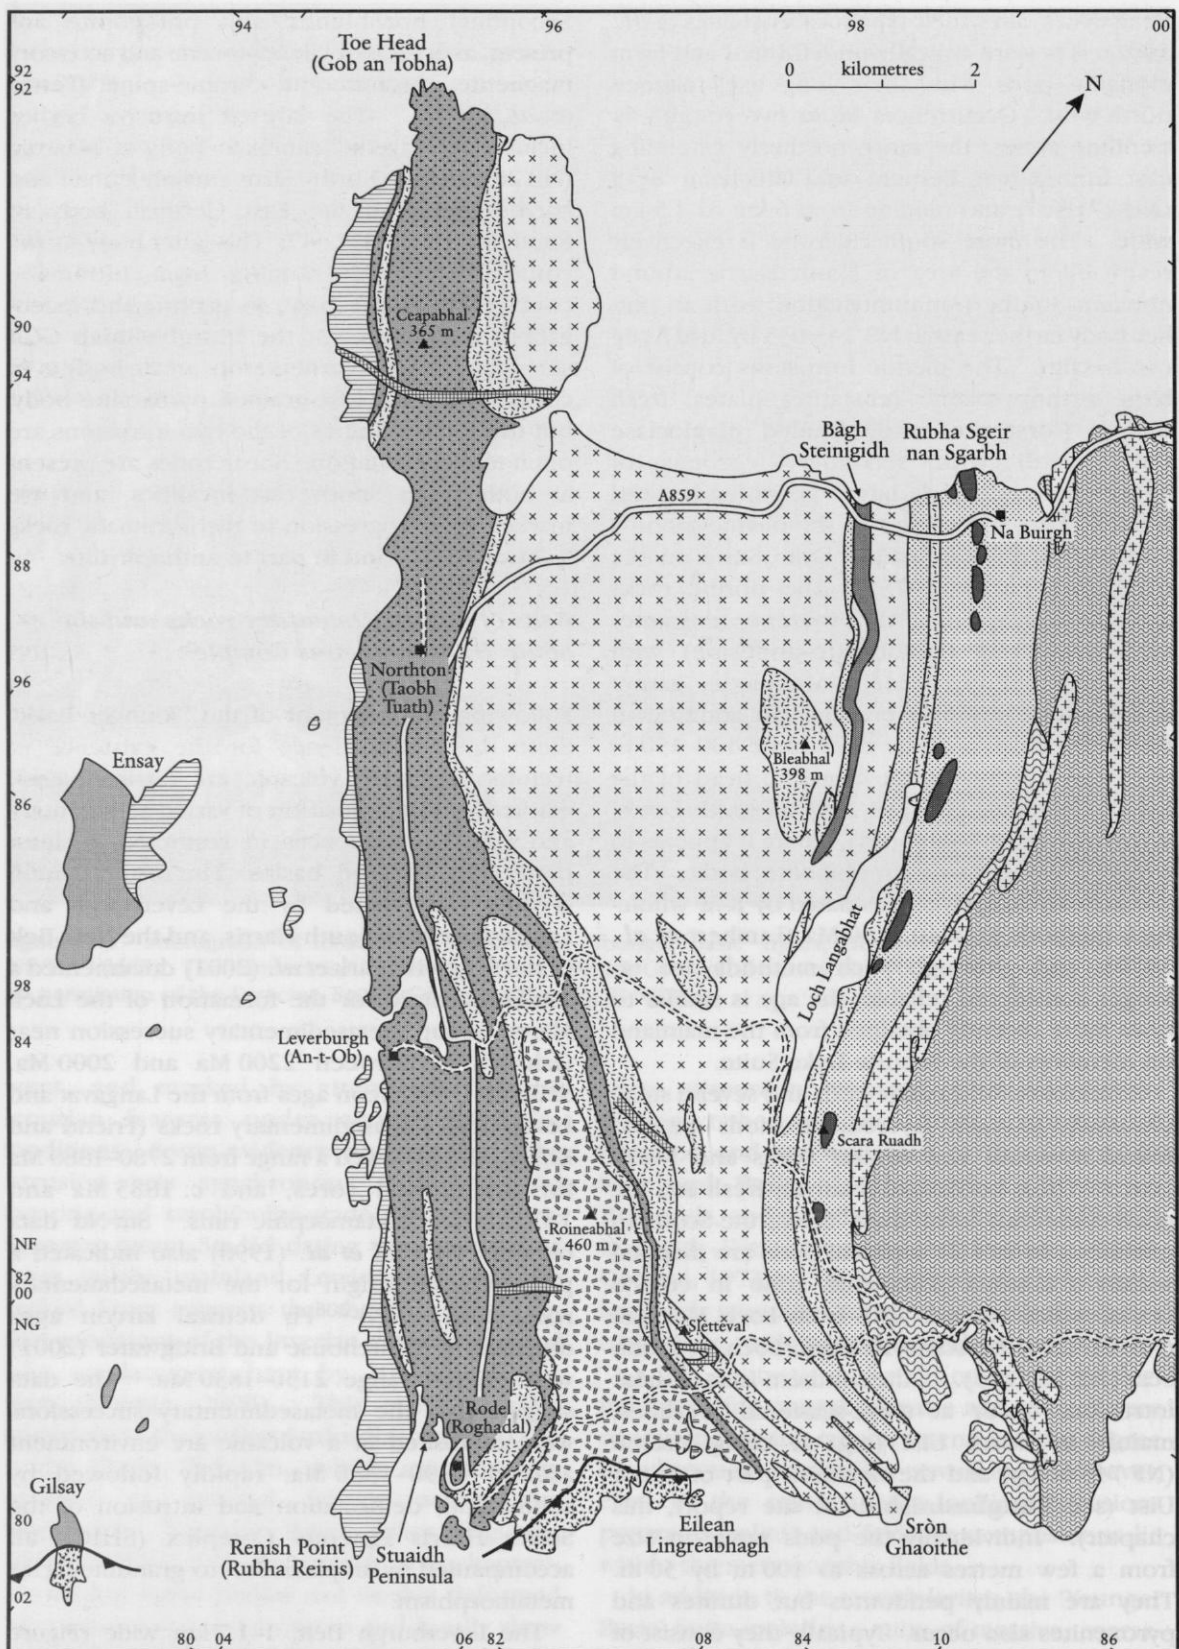 94
96
98
00
Toe Head
(Gob an Tobha)
0 kilometres 2
N
92
92
Ceapabhal
365 m
90
94
Bàgh
Steinigidh
Rubha Sgeir
nan Sgarbh
A859
Na Buirgh
88
Northton
(Taobh
Tuath)
96
Ensay
Bleabhal
398 m
86
Loch Langabhat
98
84
Leverburgh
(An-t-Ob)
Scara Ruadh
Roineabhal
460 m
NF
82
00
NG
Sletteval
Rodel
(Roghadal)
Gilsay
80
Renish Point
(Rubha Reinis)
Stuaidh
Peninsula
Eilean
Lingreabhagh
Sròn
Ghaoithe
02
80 04
06 82
08
84
10
86